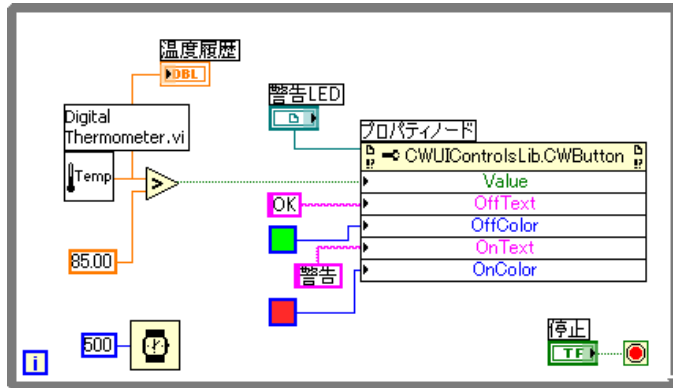 温度履歴
DBL
警告LED
Digital
Thermometer.vi
プロパティノード
CWUIControlsLib.CWButton
Temp
>
Value
OK
OffText
OffColor
OnText
85.00
警告
OnColor
停止
500
TF
i